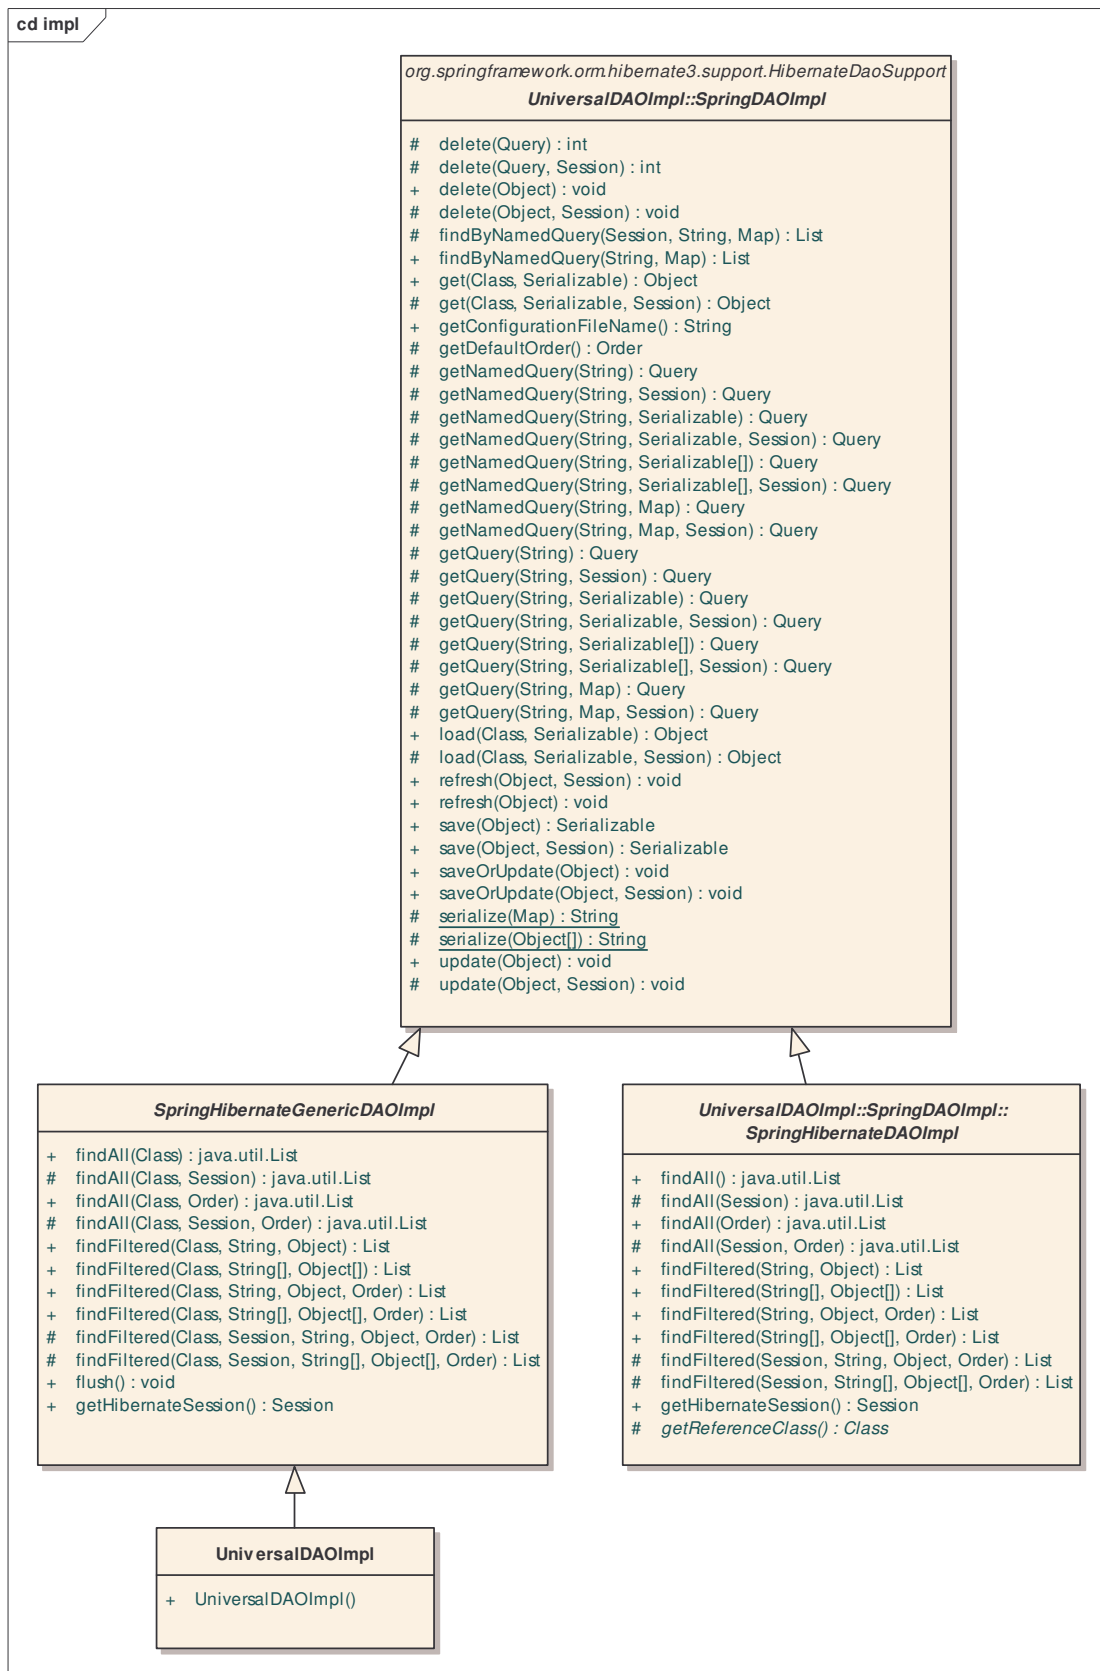 cd impl
org.springframework.orm.hibernate3.support.HibernateDaoSupport
UniversalDAOImpl::SpringDAOImpl
# delete(Query) : int
# delete(Query, Session) : int
+ delete(Object) : void
# delete(Object, Session) : void
# findByNamedQuery(Session, String, Map) : List
+ findByNamedQuery(String, Map) : List
+ get(Class, Serializable) : Object
# get(Class, Serializable, Session) : Object
+ getConfigurationFileName() : String
# getDefaultOrder() : Order
# getNamedQuery(String) : Query
# getNamedQuery(String, Session) : Query
# getNamedQuery(String, Serializable) : Query
# getNamedQuery(String, Serializable, Session) : Query
# getNamedQuery(String, Serializable[]) : Query
# getNamedQuery(String, Serializable[], Session) : Query
# getNamedQuery(String, Map) : Query
# getNamedQuery(String, Map, Session) : Query
# getQuery(String) : Query
# getQuery(String, Session) : Query
# getQuery(String, Serializable) : Query
# getQuery(String, Serializable, Session) : Query
# getQuery(String, Serializable[]) : Query
# getQuery(String, Serializable[], Session) : Query
# getQuery(String, Map) : Query
# getQuery(String, Map, Session) : Query
+ load(Class, Serializable) : Object
# load(Class, Serializable, Session) : Object
+ refresh(Object, Session) : void
+ refresh(Object) : void
+ save(Object) : Serializable
+ save(Object, Session) : Serializable
+ saveOrUpdate(Object) : void
+ saveOrUpdate(Object, Session) : void
# serialize(Map) : String
# serialize(Object[]) : String
+ update(Object) : void
# update(Object, Session) : void
SpringHibernateGenericDAOImpl
+ findAll(Class) : java.util.List
# findAll(Class, Session) : java.util.List
+ findAll(Class, Order) : java.util.List
# findAll(Class, Session, Order) : java.util.List
+ findFiltered(Class, String, Object) : List
+ findFiltered(Class, String[], Object[]) : List
+ findFiltered(Class, String, Object, Order) : List
+ findFiltered(Class, String[], Object[], Order) : List
# findFiltered(Class, Session, String, Object, Order) : List
# findFiltered(Class, Session, String[], Object[], Order) : List
+ flush() : void
+ getHibernateSession() : Session
UniversalDAOImpl::SpringDAOImpl::
SpringHibernateDAOImpl
+ findAll() : java.util.List
# findAll(Session) : java.util.List
+ findAll(Order) : java.util.List
# findAll(Session, Order) : java.util.List
+ findFiltered(String, Object) : List
+ findFiltered(String[], Object[]) : List
+ findFiltered(String, Object, Order) : List
+ findFiltered(String[], Object[], Order) : List
# findFiltered(Session, String, Object, Order) : List
# findFiltered(Session, String[], Object[], Order) : List
+ getHibernateSession() : Session
# getReferenceClass() : Class
UniversalDAOImpl
+ UniversalDAOImpl()